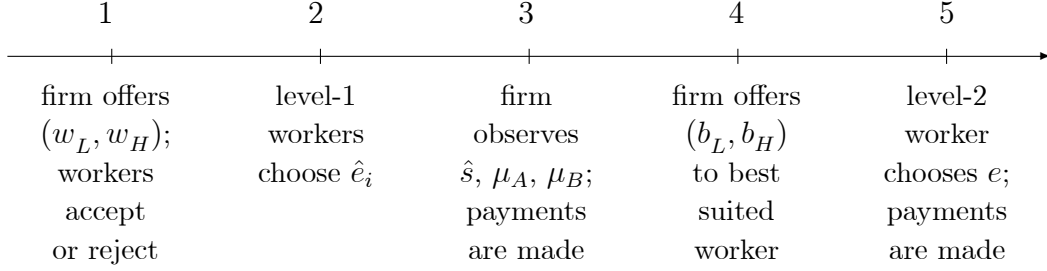 1 2 3 4 5
firm offers level-1 firm firm offers level-2
(w_L, w_H); workers observes (b_L, b_H) worker
workers choose ê_i ŝ, μ_A, μ_B; to best chooses e;
accept payments suited payments
or reject are made worker are made